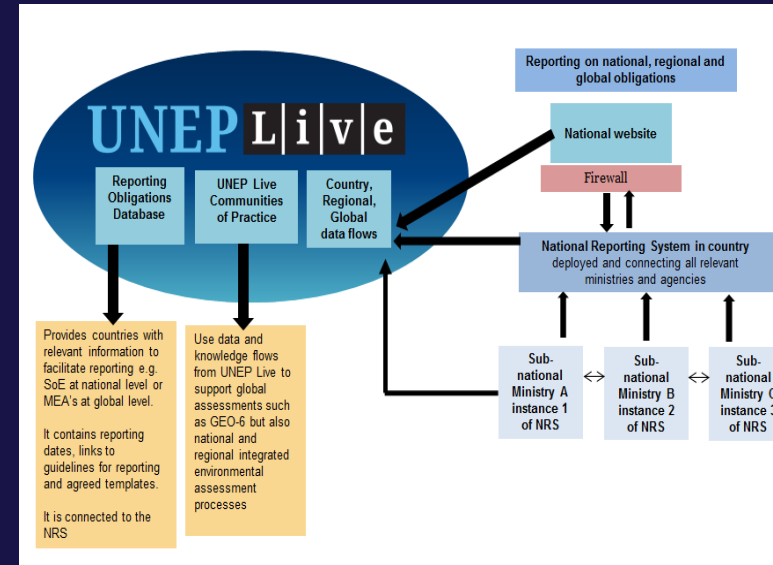 Reporting on national, regional and
global obligations
UNEP L|i|v|e
National website
Firewall
Reporting
Obligations
Database
UNEP Live
Communities
of Practice
Country,
Regional,
Global
data flows
National Reporting System in country
deployed and connecting all relevant
ministries and agencies
Provides countries with
relevant information to
facilitate reporting e.g.
SoE at national level or
MEA's at global level.
It contains reporting
dates, links to
guidelines for reporting
and agreed templates.
It is connected to the
NRS
Use data and
knowledge flows
from UNEP Live to
support global
assessments such
as GEO-6 but also
national and
regional integrated
environmental
assessment
processes
Sub-
national
Ministry A
instance 1
of NRS
Sub-
national
Ministry B
instance 2
of NRS
Sub-
national
Ministry C
instance 3
of NRS